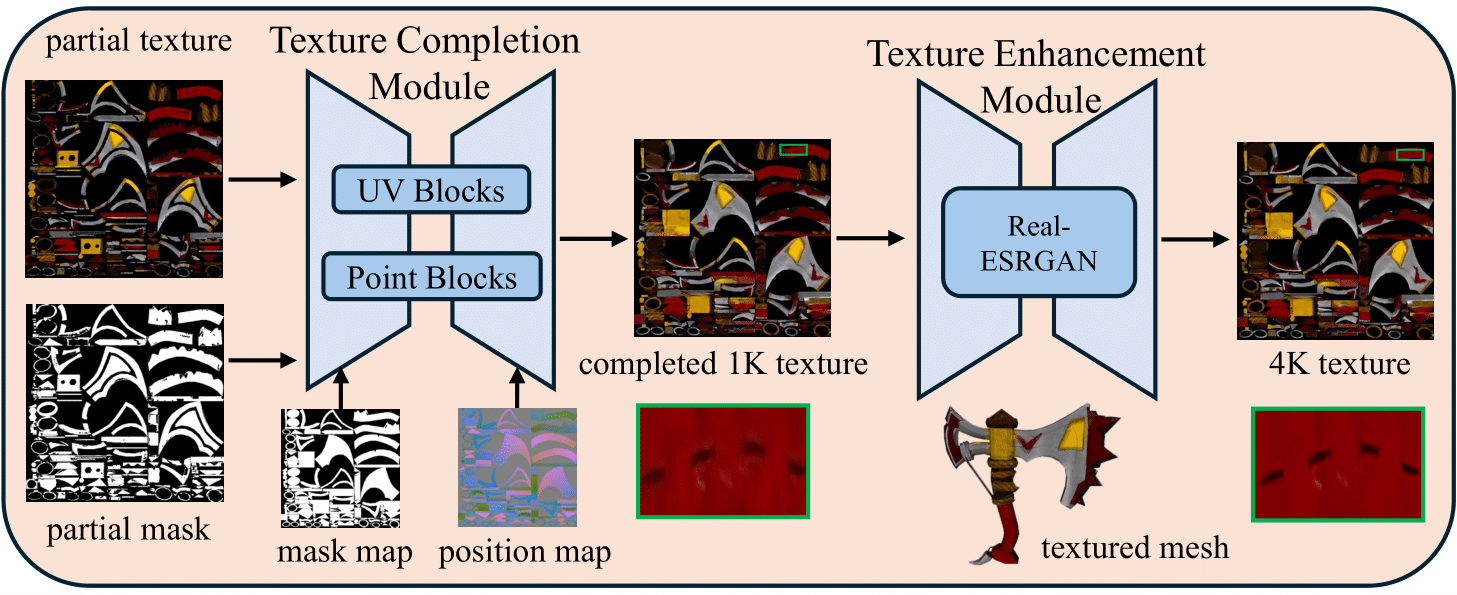 partial texture
Texture Completion
Module
UV Blocks
Point Blocks
partial mask
mask map
position map
completed 1K texture
Texture Enhancement
Module
Real-
ESRGAN
4K texture
textured mesh